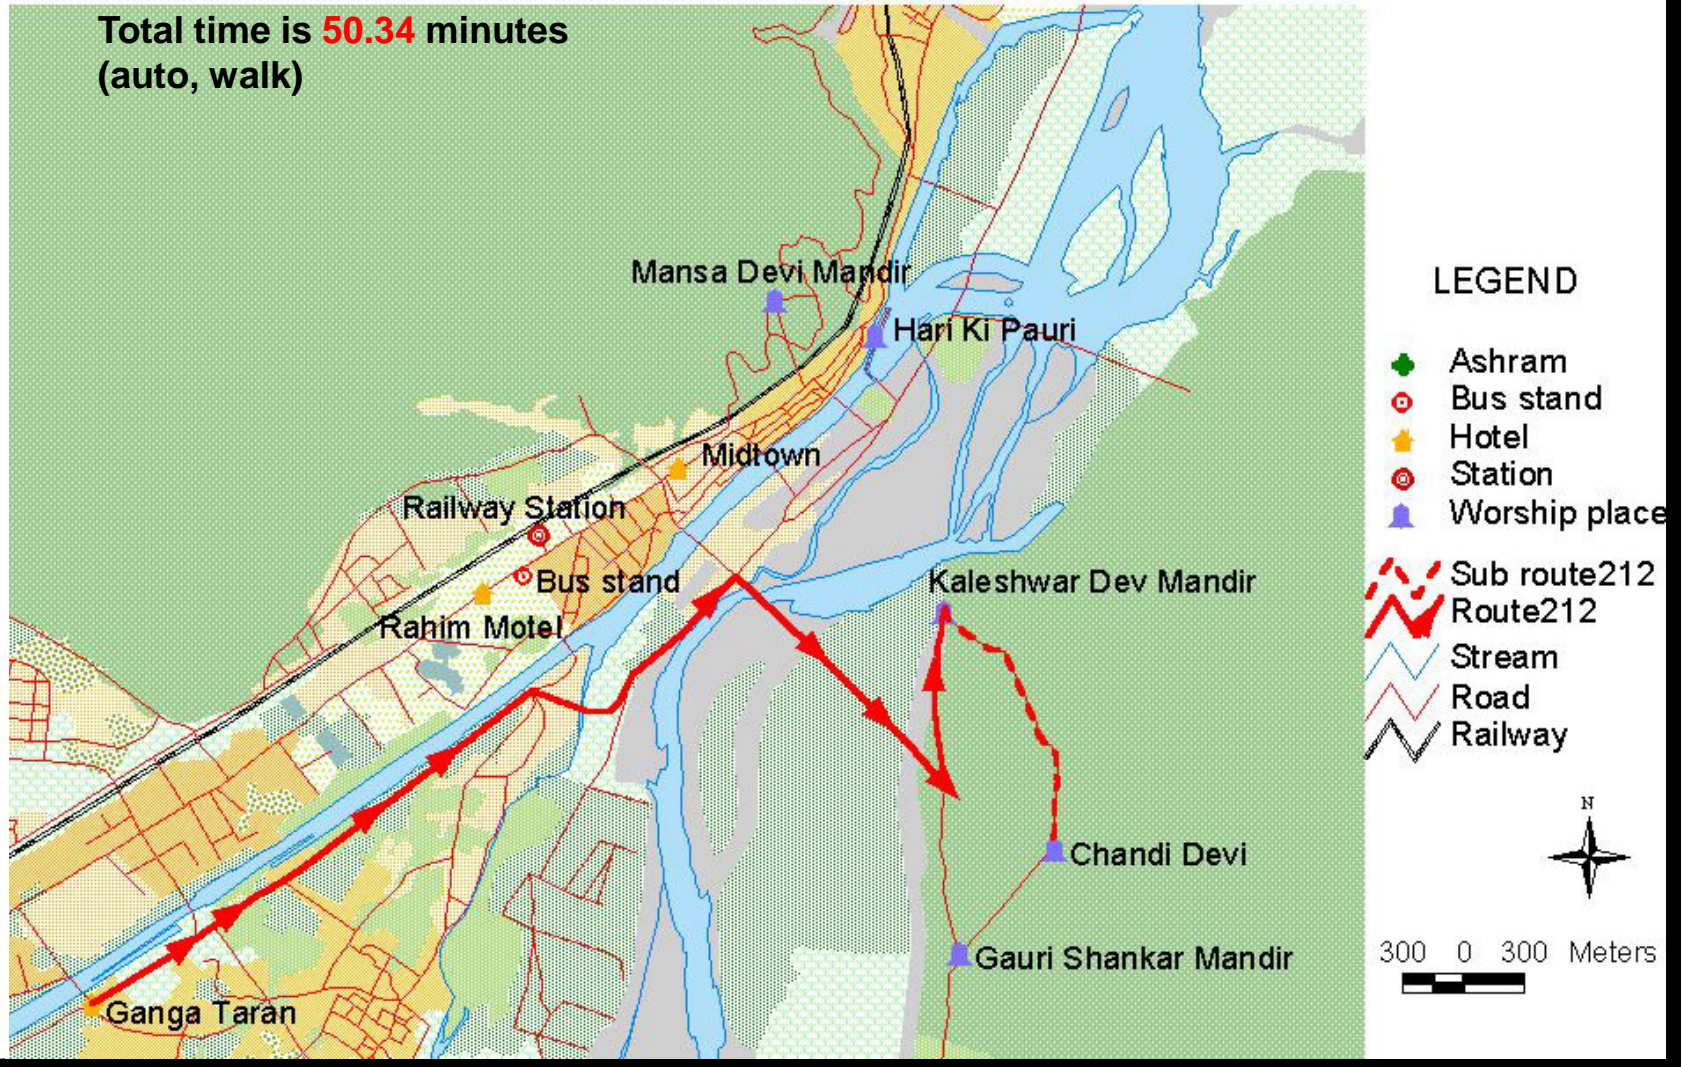 Total time is 50.34 minutes
(auto, walk)
Mansa Devi Mandir
Hari Ki Pauri
Midtown
Railway Station
Bus stand
Rahim Motel
Kaleshwar Dev Mandir
Chandi Devi
Gauri Shankar Mandir
Ganga Taran
LEGEND
Ashram
Bus stand
Hotel
Station
Worship place
Sub route212
Route212
Stream
Road
Railway
N
300 0 300 Meters